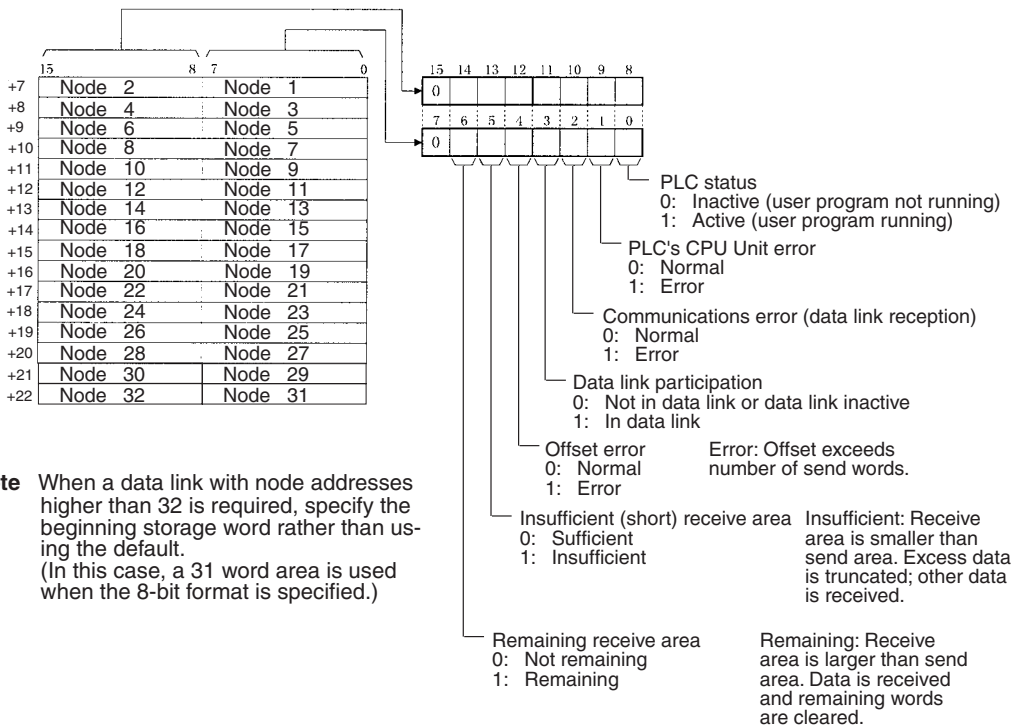 15 8 7 0
+7 Node 2 Node 1
+8 Node 4 Node 3
+9 Node 6 Node 5
+10 Node 8 Node 7
+11 Node 10 Node 9
+12 Node 12 Node 11
+13 Node 14 Node 13
+14 Node 16 Node 15
+15 Node 18 Node 17
+16 Node 20 Node 19
+17 Node 22 Node 21
+18 Node 24 Node 23
+19 Node 26 Node 25
+20 Node 28 Node 27
+21 Node 30 Node 29
+22 Node 32 Node 31
15 14 13 12 11 10 9 8
0
7 6 5 4 3 2 1 0
0
PLC status
0: Inactive (user program not running)
1: Active (user program running)
PLC's CPU Unit error
0: Normal
1: Error
Communications error (data link reception)
0: Normal
1: Error
Data link participation
0: Not in data link or data link inactive
1: In data link
Offset error
0: Normal
1: Error
Error: Offset exceeds
number of send words.
Insufficient (short) receive area
0: Sufficient
1: Insufficient
Insufficient: Receive
area is smaller than
send area. Excess data
is truncated; other data
is received.
Remaining receive area
0: Not remaining
1: Remaining
Remaining: Receive
area is larger than send
area. Data is received
and remaining words
are cleared.
te When a data link with node addresses
higher than 32 is required, specify the
beginning storage word rather than us-
ing the default.
(In this case, a 31 word area is used
when the 8-bit format is specified.)